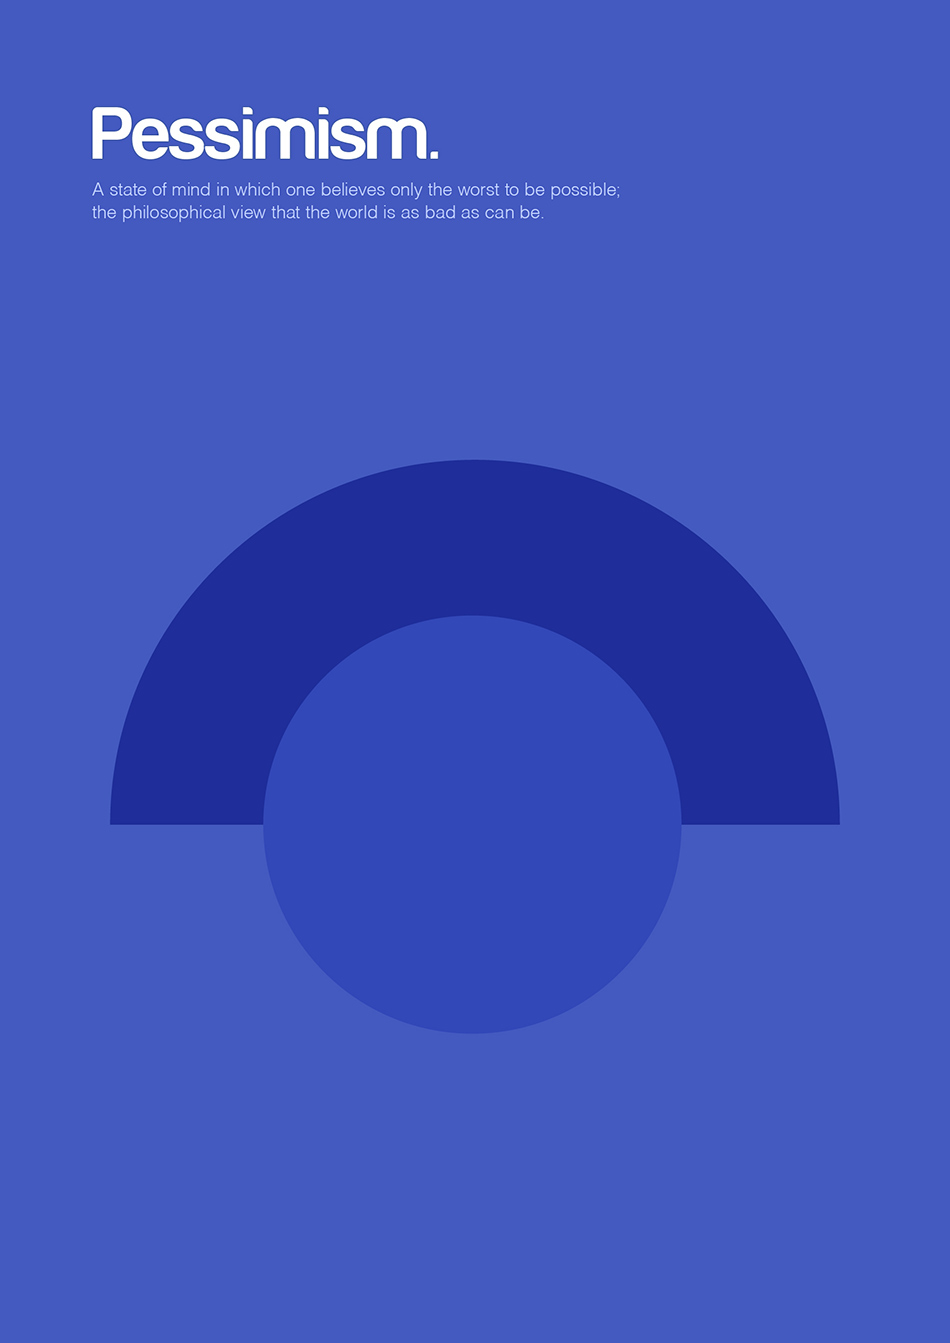 Pessimism.
A state of mind in which one believes only the worst to be possible;
the philosophical view that the world is as bad as can be.